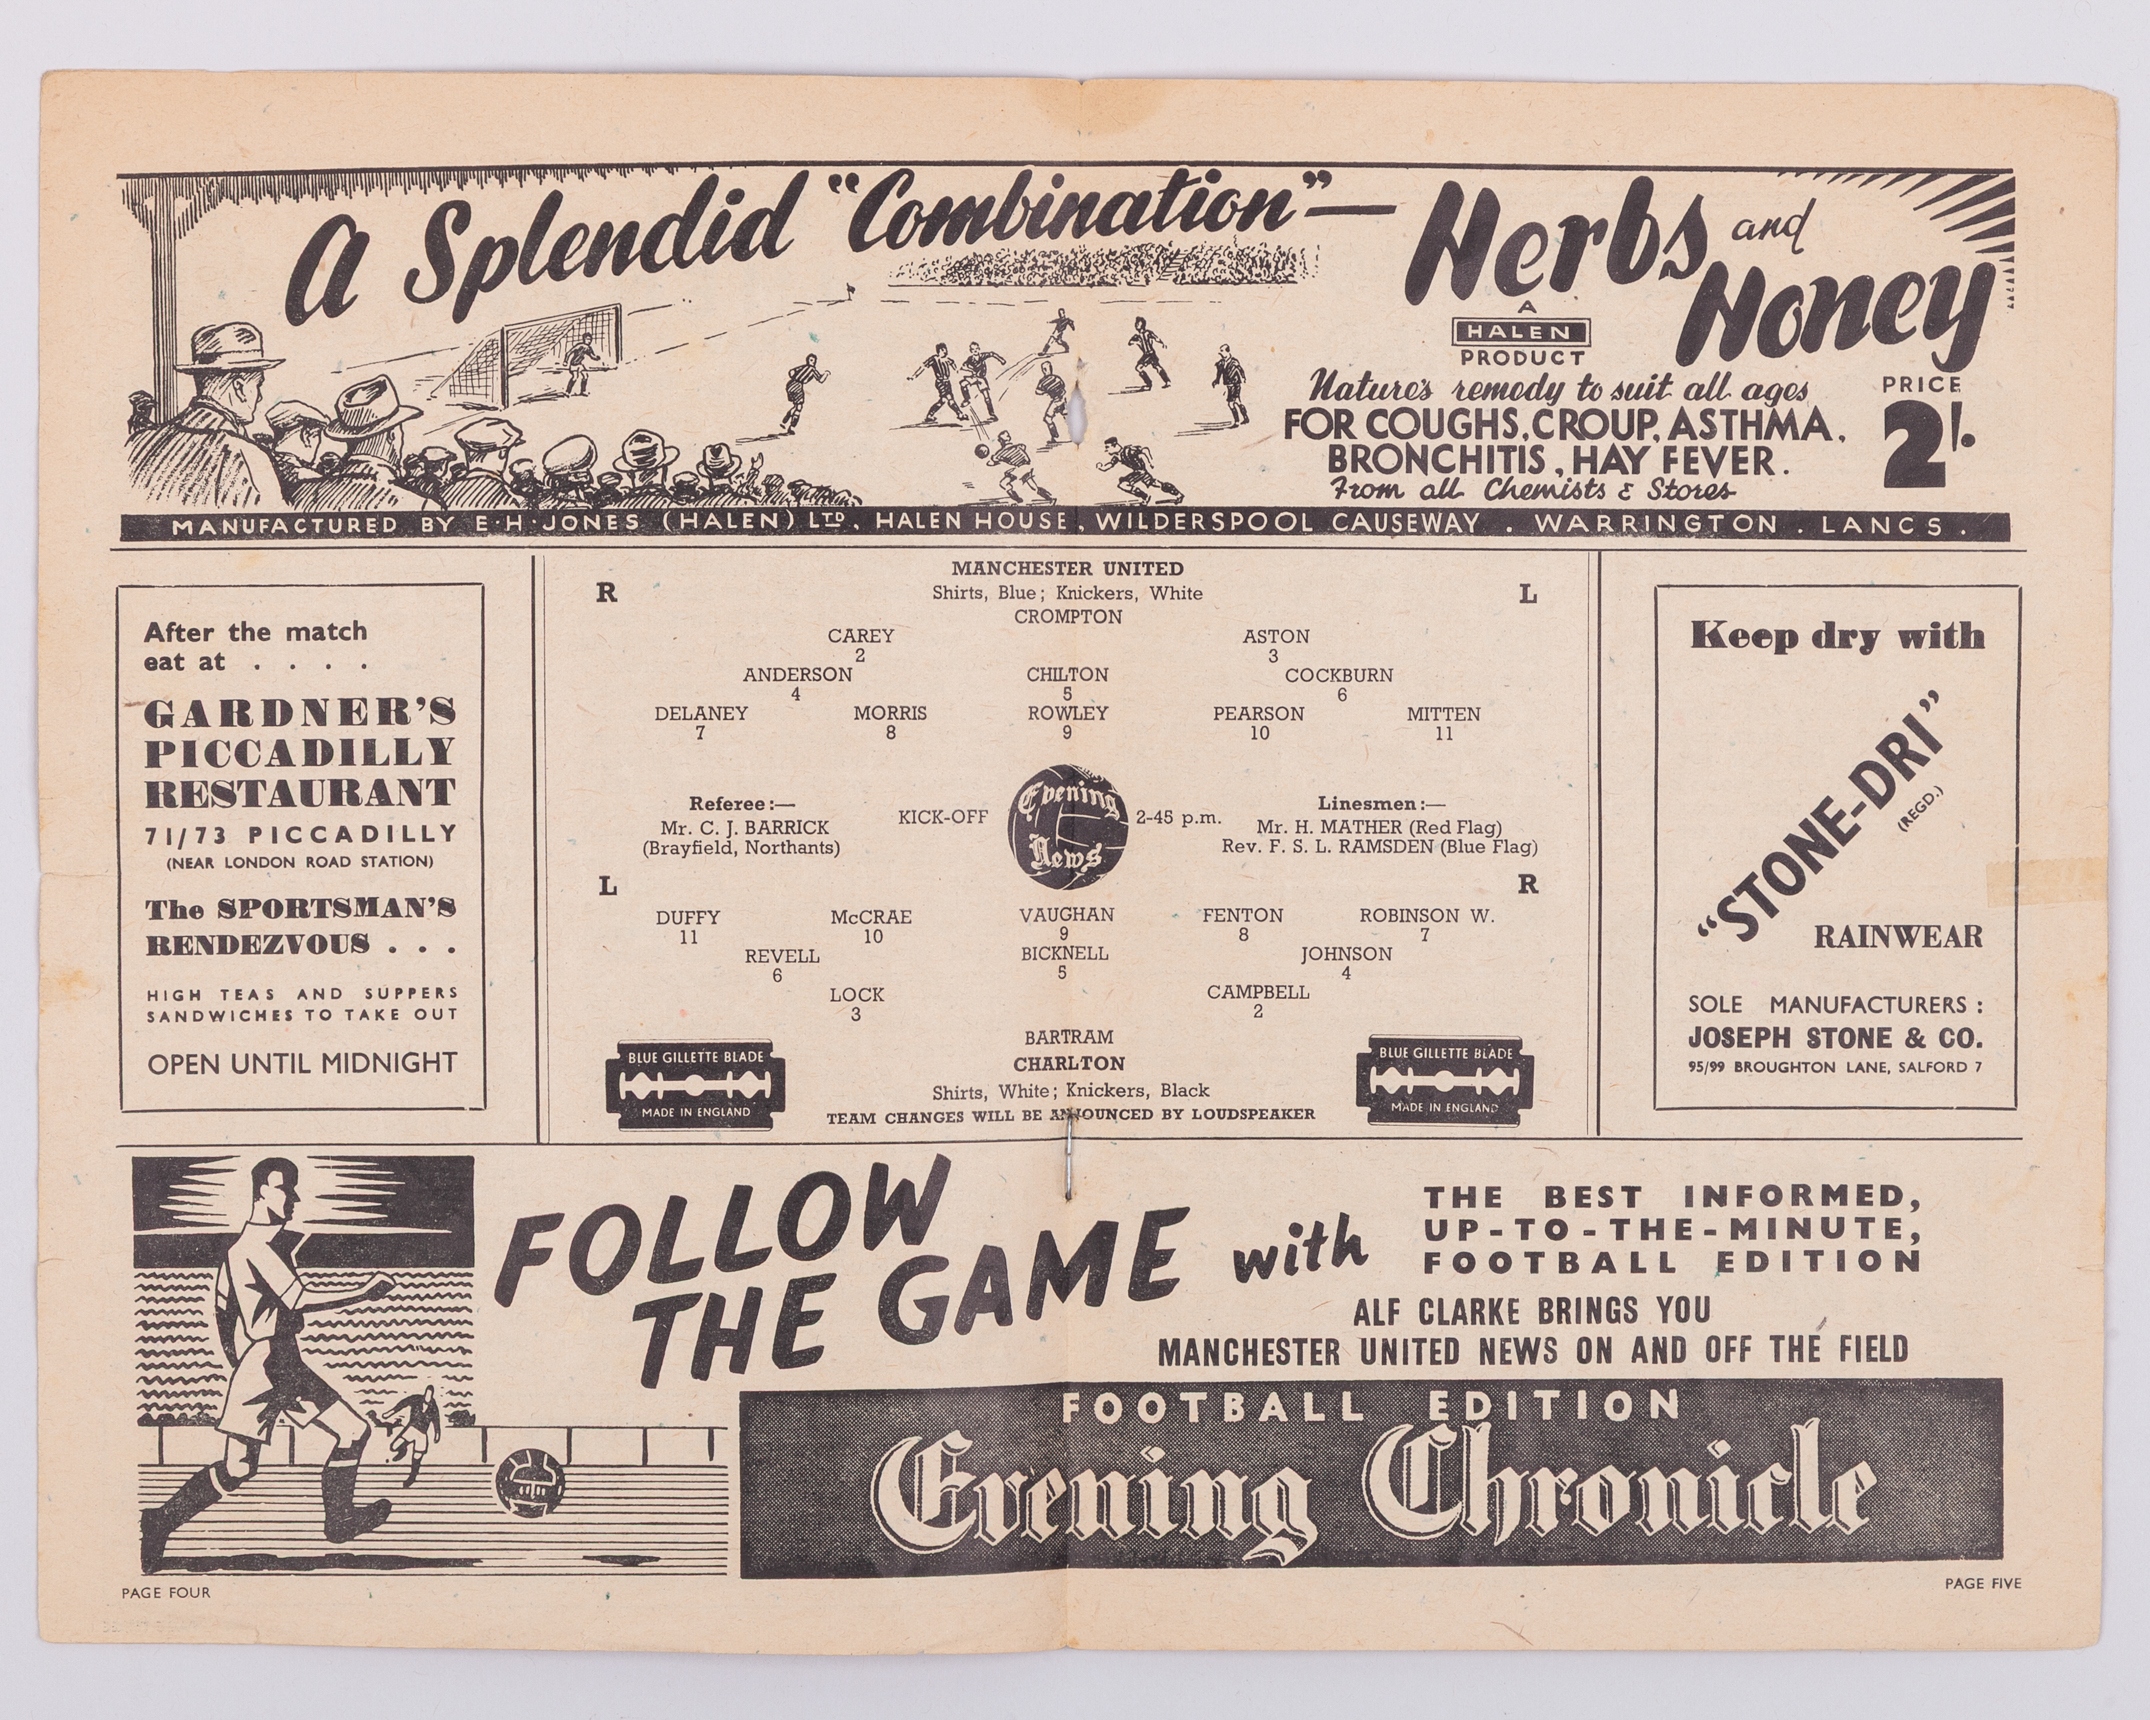 A Splendid "Combination"—
Herbs and
Honey
A
HALEN
PRODUCT
Nature's remedy to suit all ages
FOR COUGHS, CROUP, ASTHMA,
BRONCHITIS, HAY FEVER.
From all Chemists & Stores
PRICE
2/-
MANUFACTURED BY E·H·JONES (HALEN) LTD, HALEN HOUSE, WILDERSPOOL CAUSEWAY . WARRINGTON . LANCS.
After the match
eat at . . . .
GARDNER'S
PICCADILLY
RESTAURANT
71/73 PICCADILLY
(NEAR LONDON ROAD STATION)
The SPORTSMAN'S
RENDEZVOUS . . .
HIGH TEAS AND SUPPERS
SANDWICHES TO TAKE OUT
OPEN UNTIL MIDNIGHT
MANCHESTER UNITED
R Shirts, Blue; Knickers, White L
CROMPTON
CAREY ASTON
2 3
ANDERSON CHILTON COCKBURN
4 5 6
DELANEY MORRIS ROWLEY PEARSON MITTEN
7 8 9 10 11
Referee:— Linesmen:—
KICK-OFF Evening News 2-45 p.m.
Mr. C. J. BARRICK Mr. H. MATHER (Red Flag)
(Brayfield, Northants) Rev. F. S. L. RAMSDEN (Blue Flag)
L R
DUFFY McCRAE VAUGHAN FENTON ROBINSON W.
11 10 9 8 7
REVELL BICKNELL JOHNSON
6 5 4
LOCK CAMPBELL
3 2
BARTRAM
CHARLTON
Shirts, White; Knickers, Black
TEAM CHANGES WILL BE ANNOUNCED BY LOUDSPEAKER
BLUE GILLETTE BLADE
MADE IN ENGLAND
BLUE GILLETTE BLADE
MADE IN ENGLAND
Keep dry with
"STONE-DRI"
(REGD.)
RAINWEAR
SOLE MANUFACTURERS:
JOSEPH STONE & CO.
95/99 BROUGHTON LANE, SALFORD 7
FOLLOW
THE GAME with
THE BEST INFORMED,
UP-TO-THE-MINUTE,
FOOTBALL EDITION
ALF CLARKE BRINGS YOU
MANCHESTER UNITED NEWS ON AND OFF THE FIELD
FOOTBALL EDITION
Evening Chronicle
PAGE FOUR
PAGE FIVE